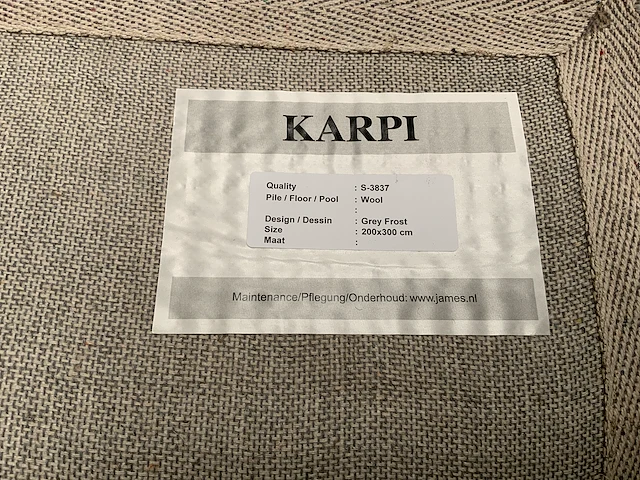 KARPI
Quality : S-3837
Pile / Floor / Pool : Wool
:
Design / Dessin : Grey Frost
Size : 200x300 cm
Maat :
Maintenance/Pflegung/Onderhoud: www.james.nl